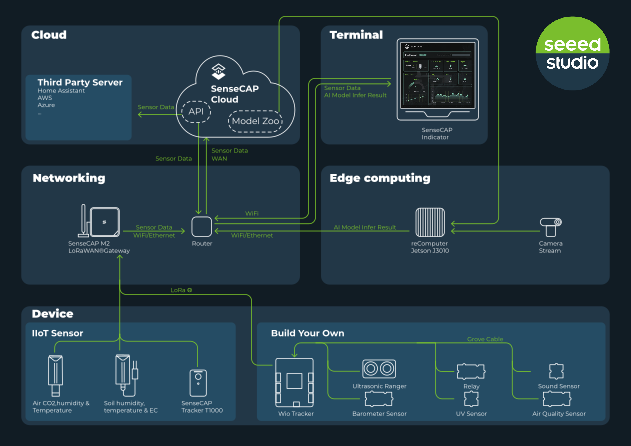 Cloud
Third Party Server
Home Assistant
AWS
Azure
..
Sensor Data
SenseCAP
Cloud
API
Model Zoo
Terminal
Sensor Data
AI Model Infer Result
SenseCAP
Indicator
seeed
studio
Sensor Data
Sensor Data
WAN
Networking
SenseCAP M2
LoRaWAN®Gateway
Sensor Data
WiFi/Ethernet
Router
WiFi
WiFi/Ethernet
Edge computing
AI Model Infer Result
reComputer
Jetson J3010
Camera
Stream
LoRa ®
Device
IIoT Sensor
Air CO2,humidity &
Temperature
Soil humidity,
temperature & EC
SenseCAP
Tracker T1000
Build Your Own
Grove Cable
Wio Tracker
Ultrasonic Ranger
Barometer Sensor
Relay
UV Sensor
Sound Sensor
Air Quality Sensor